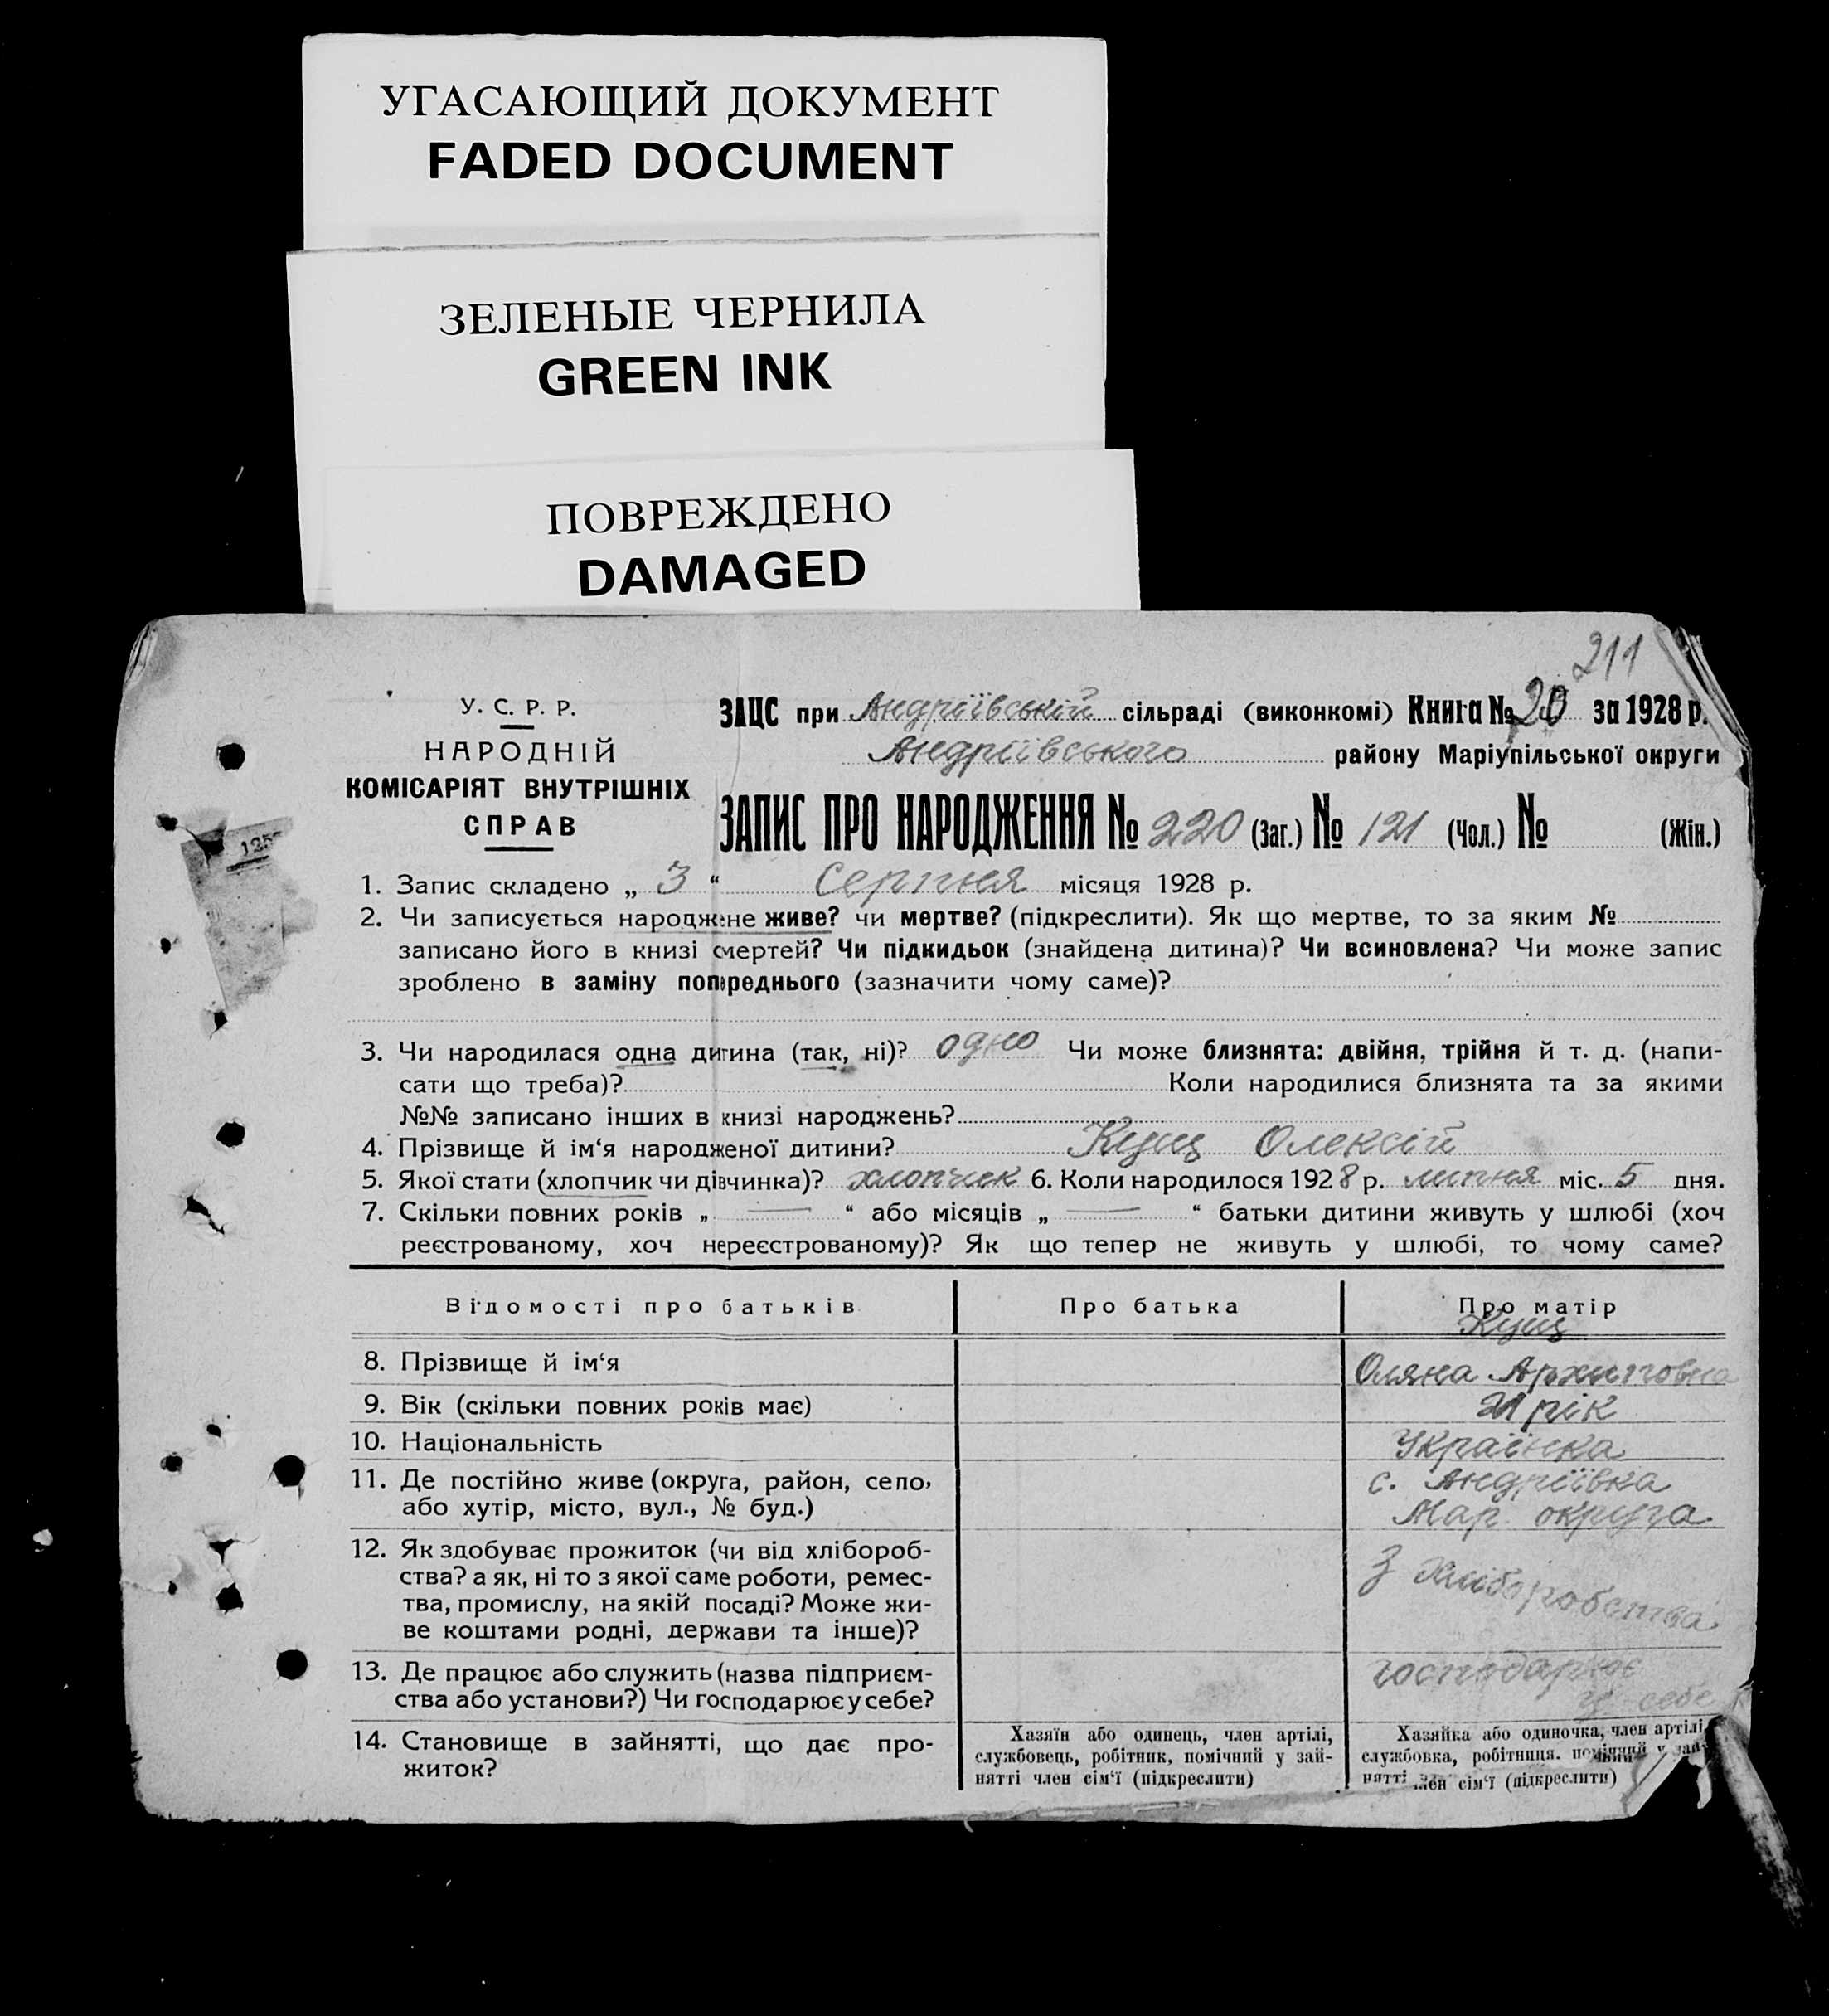 УГАСАЮЩИЙ ДОКУМЕНТ
FADED DOCUMENT
ЗЕЛЕНЫЕ ЧЕРНИЛА
GREEN INK
ПОВРЕЖДЕНО
DAMAGED
211
У. С. Р. Р.
НАРОДНІЙ
КОМІСАРІЯТ ВНУТРІШНІХ
СПРАВ
125
ЗАЦС при Андріївській сільраді (виконкомі) Книга № 20 за 1928 р.
Андріївського району Маріупільської округи
ЗАПИС ПРО НАРОДЖЕННЯ № 220 (Заг.) № 121 (Чол.) № (Жін.)
1. Запис складено „ 3 “ Серпня місяця 1928 р.
2. Чи записується народжене живе? чи мертве? (підкреслити). Як що мертве, то за яким №
записано його в книзі смертей? Чи підкидьок (знайдена дитина)? Чи всиновлена? Чи може запис
зроблено в заміну попереднього (зазначити чому саме)?
3. Чи народилася одна дитина (так, ні)? одно Чи може близнята: двійня, трійня й т. д. (напи-
сати що треба)? Коли народилися близнята та за якими
№№ записано інших в книзі народжень?
4. Прізвище й ім‘я народженої дитини? Кущ Олексій
5. Якої стати (хлопчик чи дівчинка)? хлопчик 6. Коли народилося 1928 р. липня міс. 5 дня.
7. Скільки повних років „ — “ або місяців „ — “ батьки дитини живуть у шлюбі (хоч
реєстрованому, хоч нереєстрованому)? Як що тепер не живуть у шлюбі, то чому саме?
Відомості про батьків Про батька Про матір
Кущ
8. Прізвище й ім‘я Оляна Архиповна
9. Вік (скільки повних років має) 21 рік
10. Національність Українка
11. Де постійно живе (округа, район, село, с. Андріївка
або хутір, місто, вул., № буд.) Мар. округа
12. Як здобуває прожиток (чи від хлібороб-
ства? а як, ні то з якої саме роботи, ремес-
тва, промислу, на якій посаді? Може жи-
ве коштами родні, держави та інше)?
З хліборобства
13. Де працює або служить (назва підприєм- господарює
ства або установи?) Чи господарює у себе? у себе
14. Становище в зайнятті, що дає про-
житок?
Хазяїн або одинець, член артілі,
службовець, робітник, помічний у зай-
нятті член сім‘ї (підкреслити)
Хазяйка або одиночка, член артілі,
службовка, робітниця. помічний у зай-
нятті член сім‘ї (підкреслити)